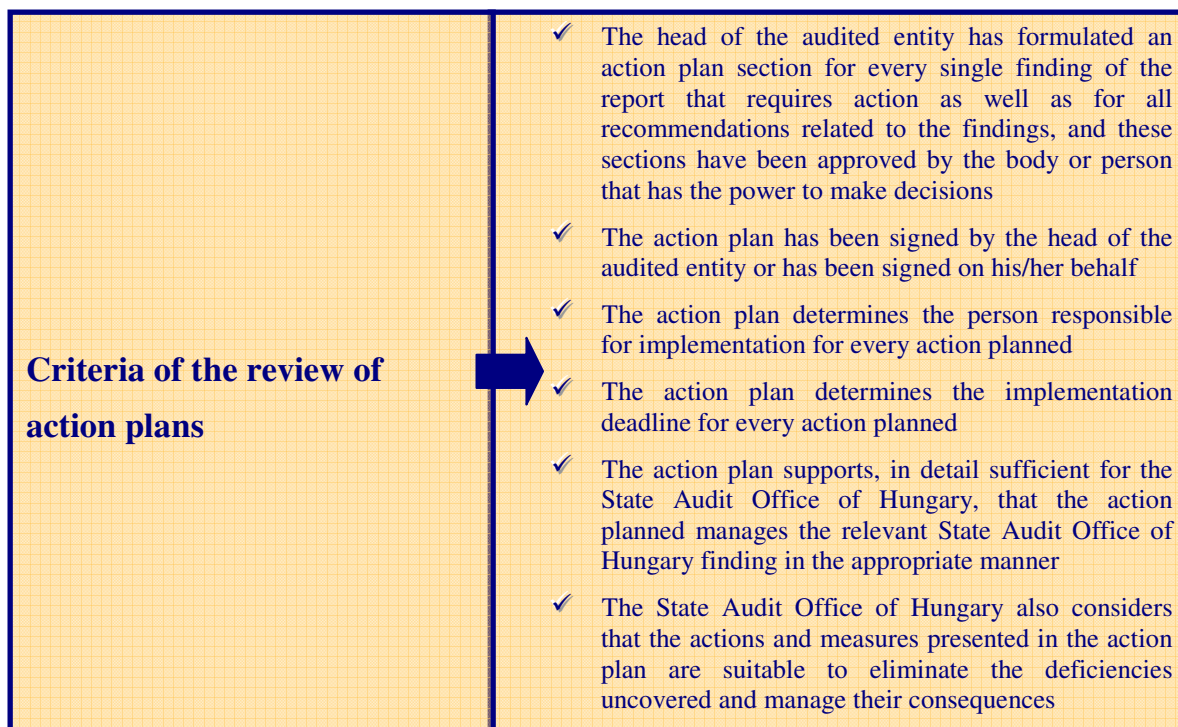 Criteria of the review of
action plans
✓ The head of the audited entity has formulated an
action plan section for every single finding of the
report that requires action as well as for all
recommendations related to the findings, and these
sections have been approved by the body or person
that has the power to make decisions
✓ The action plan has been signed by the head of the
audited entity or has been signed on his/her behalf
✓ The action plan determines the person responsible
for implementation for every action planned
✓ The action plan determines the implementation
deadline for every action planned
✓ The action plan supports, in detail sufficient for the
State Audit Office of Hungary, that the action
planned manages the relevant State Audit Office of
Hungary finding in the appropriate manner
✓ The State Audit Office of Hungary also considers
that the actions and measures presented in the action
plan are suitable to eliminate the deficiencies
uncovered and manage their consequences